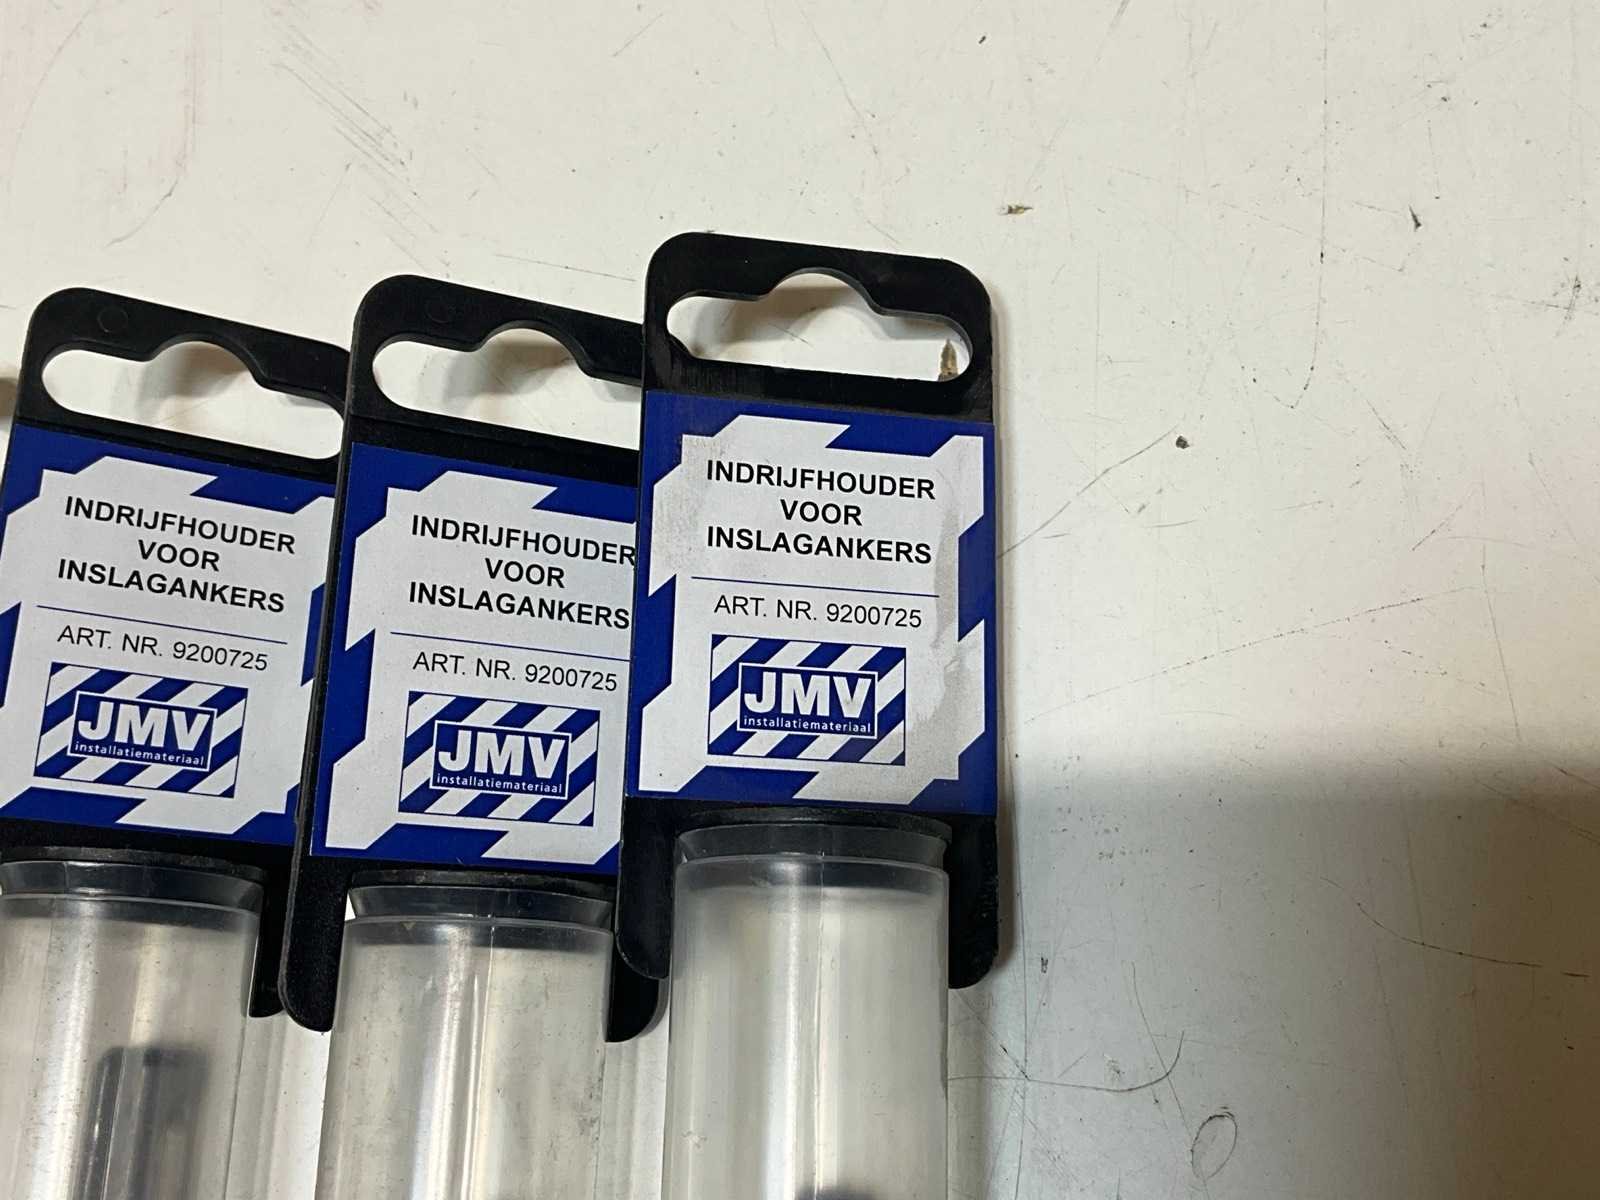 INDRIJFHOUDER
VOOR
INSLAGANKERS
ART. NR. 9200725
JMV
installatiemateriaal
INDRIJFHOUDER
VOOR
INSLAGANKERS
ART. NR. 9200725
JMV
installatiemateriaal
INDRIJFHOUDER
VOOR
INSLAGANKERS
ART. NR. 9200725
JMV
installatiemateriaal